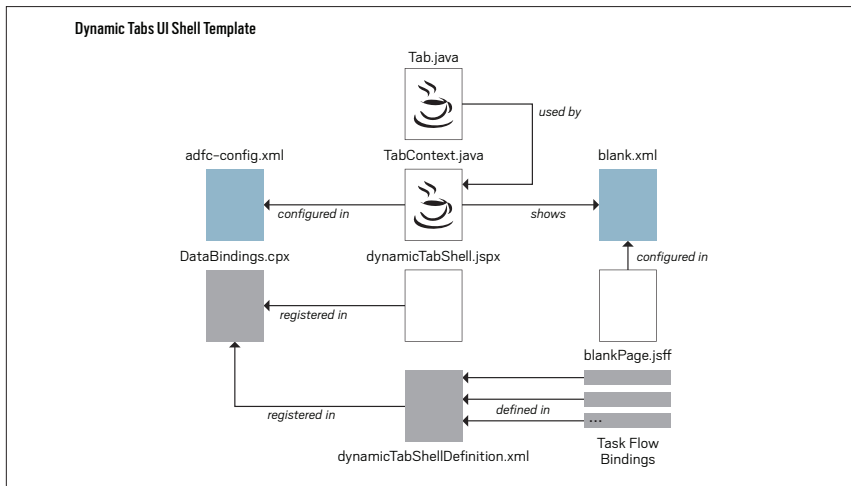 Dynamic Tabs UI Shell Template
Tab.java
used by
adfc-config.xml
TabContext.java
blank.xml
configured in
shows
DataBindings.cpx
dynamicTabShell.jspx
configured in
registered in
blankPage.jsff
registered in
defined in
...
dynamicTabShellDefinition.xml
Task Flow
Bindings